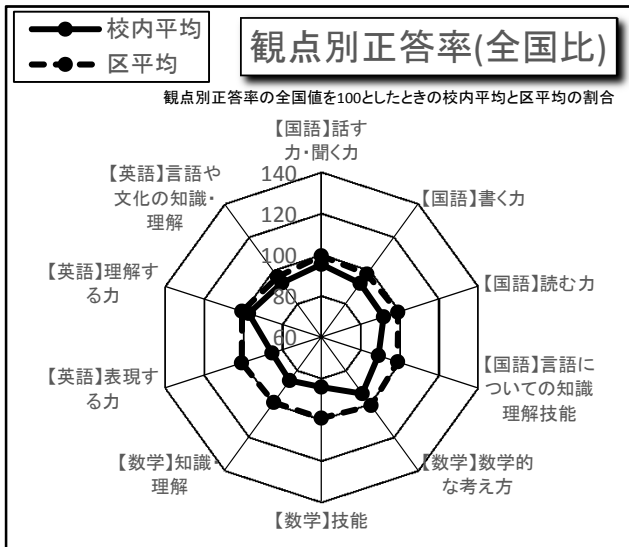 校内平均
区平均
観点別正答率(全国比)
観点別正答率の全国値を100としたときの校内平均と区平均の割合
【国語】話す
力・聞く力
【国語】書く力
【国語】読む力
【国語】言語に
ついての知識
理解技能
【数学】数学的
な考え方
【数学】技能
【数学】知識・
理解
【英語】表現す
る力
【英語】理解す
る力
【英語】言語や
文化の知識・
理解
140
120
100
80
60